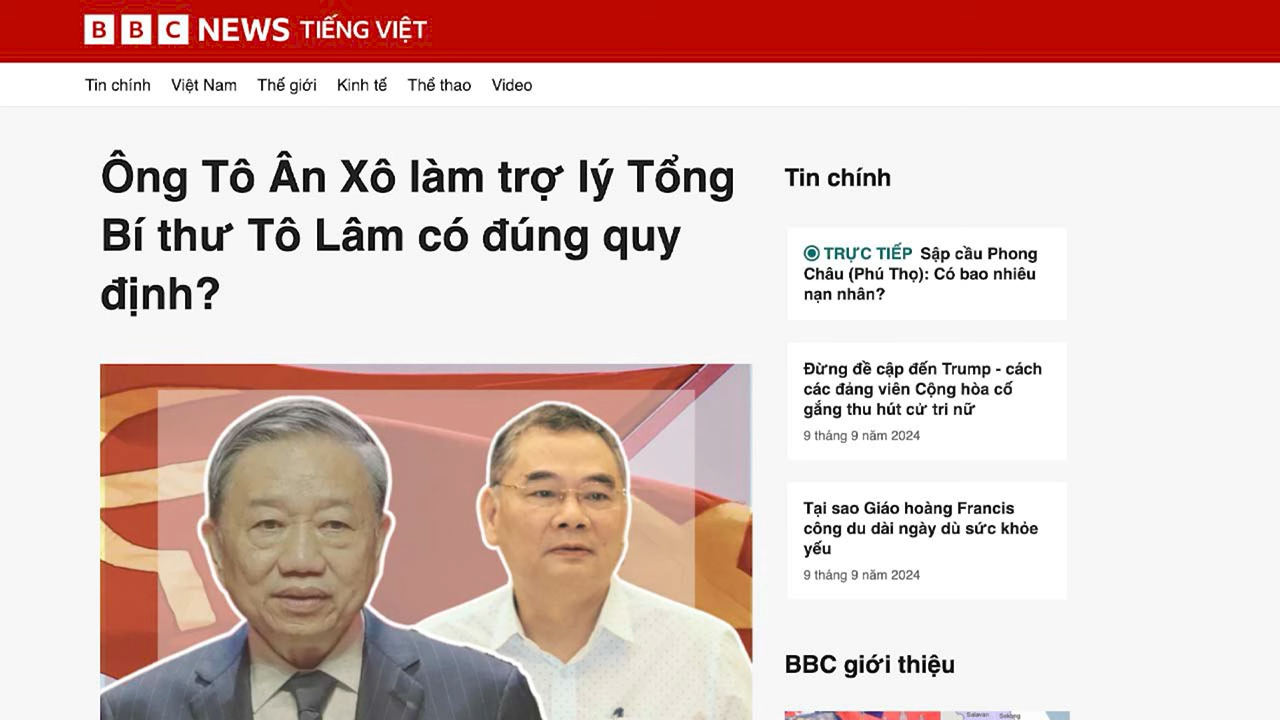 BBC NEWS TIẾNG VIỆT
Tin chính Việt Nam Thế giới Kinh tế Thể thao Video
Ông Tô Ân Xô làm trợ lý Tổng
Bí thư Tô Lâm có đúng quy
định?
Tin chính
TRỰC TIẾP Sập cầu Phong
Châu (Phú Thọ): Có bao nhiêu
nạn nhân?
Đừng đề cập đến Trump - cách
các đảng viên Cộng hòa cố
gắng thu hút cử tri nữ
9 tháng 9 năm 2024
Tại sao Giáo hoàng Francis
công du dài ngày dù sức khỏe
yếu
9 tháng 9 năm 2024
BBC giới thiệu
Salavan Sekong